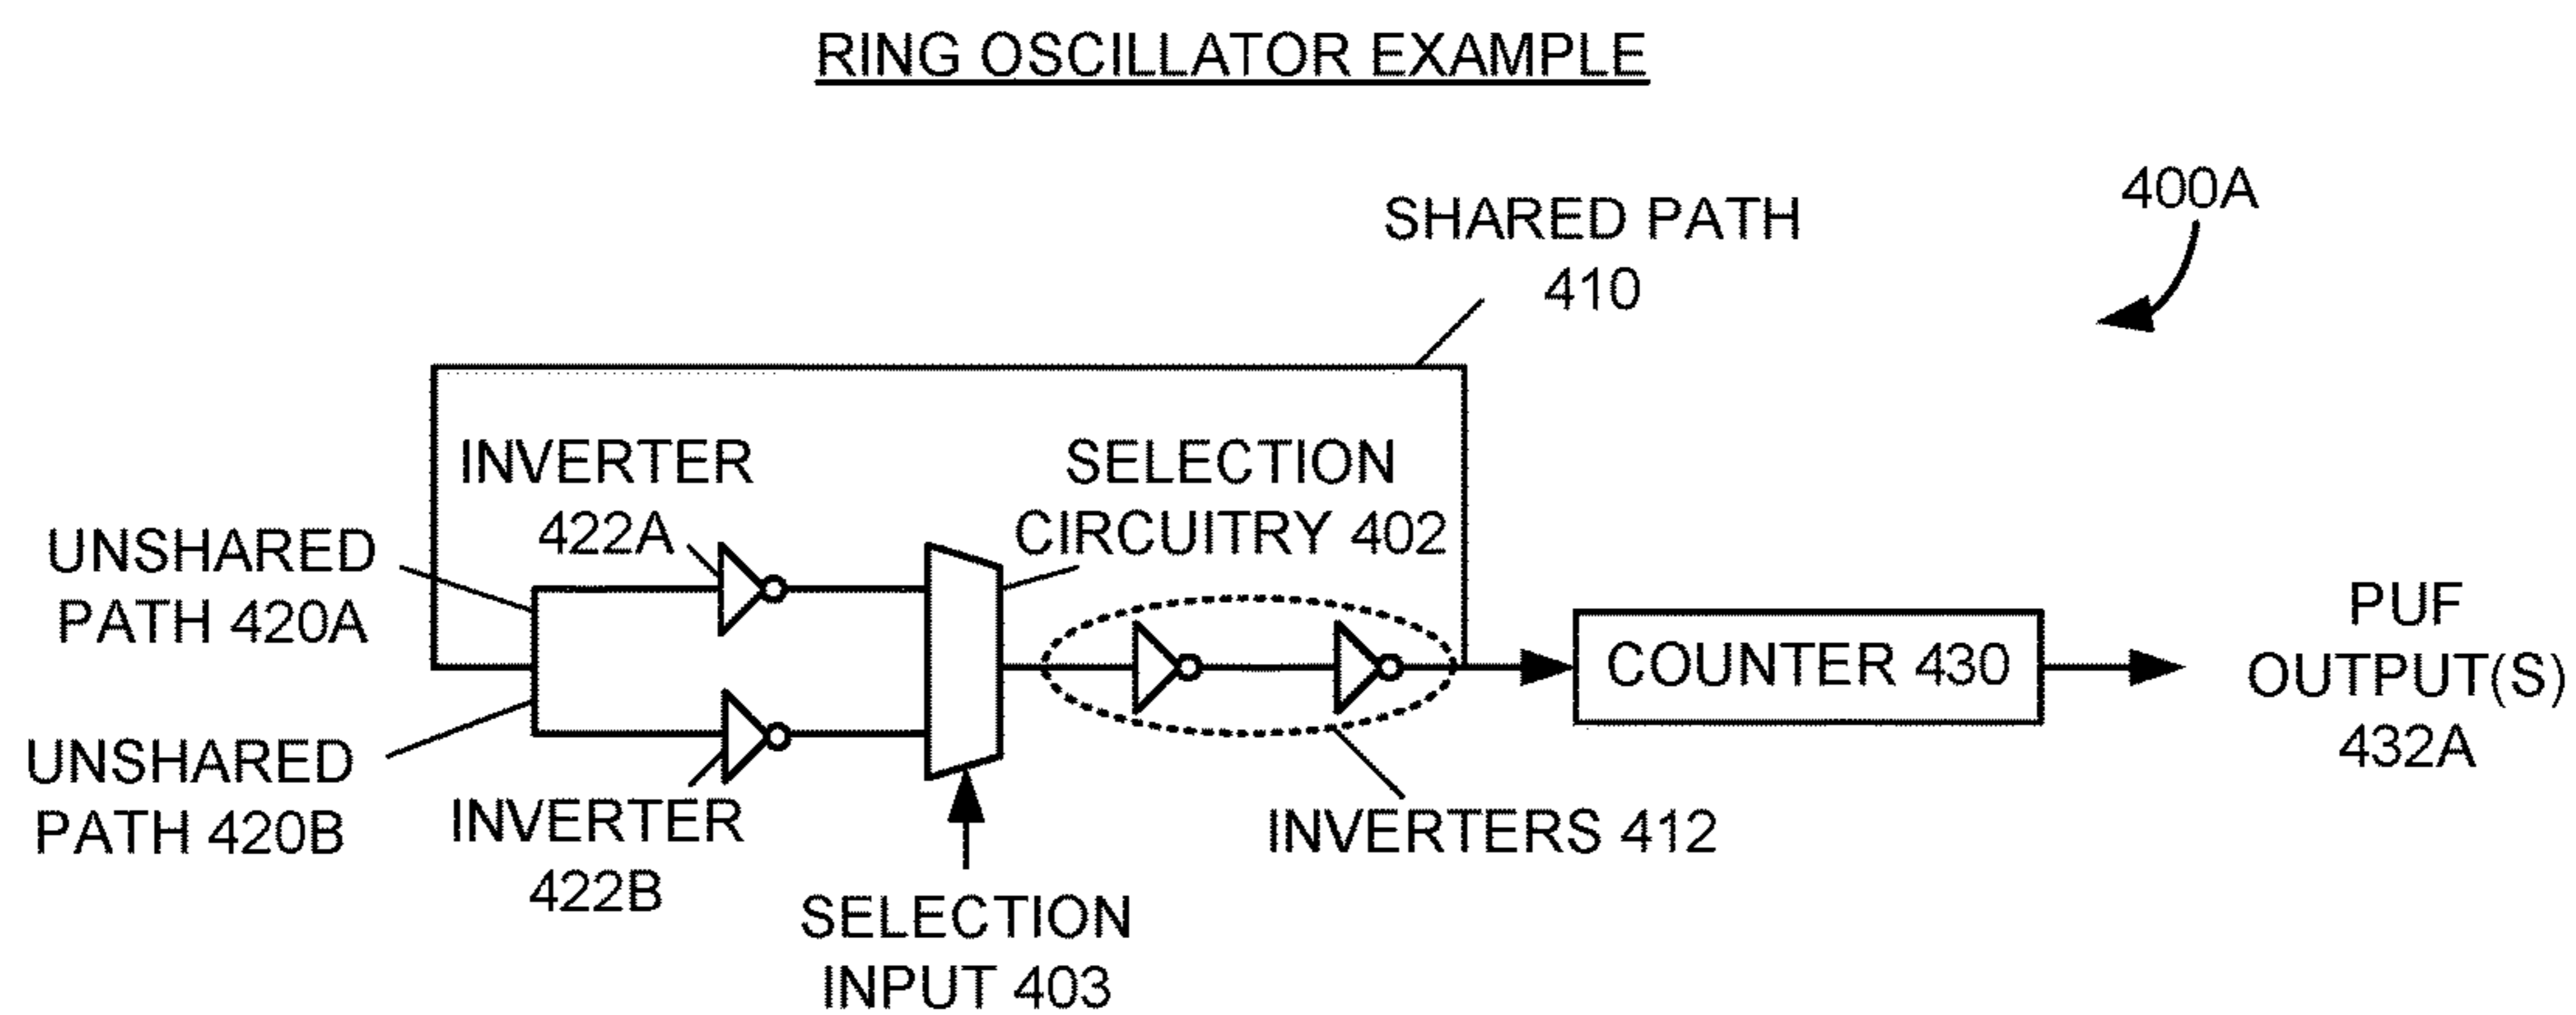 RING OSCILLATOR EXAMPLE
400A
SHARED PATH
410
INVERTER
422A
SELECTION
CIRCUITRY 402
UNSHARED
PATH 420A
UNSHARED
PATH 420B
INVERTER
422B
SELECTION
INPUT 403
INVERTERS 412
COUNTER 430
PUF
OUTPUT(S)
432A